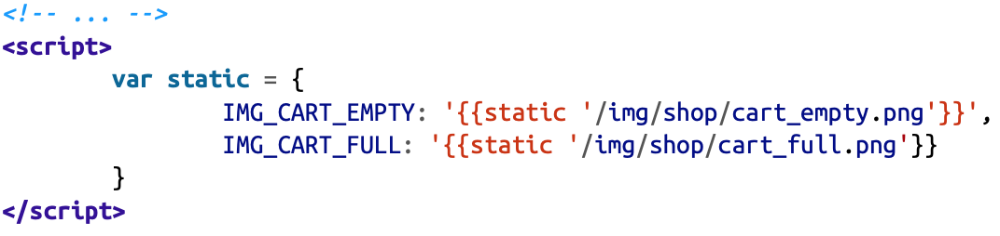 <!-- ... -->
<script>
var static = {
IMG_CART_EMPTY: '{{static '/img/shop/cart_empty.png'}}',
IMG_CART_FULL: '{{static '/img/shop/cart_full.png'}}
}
</script>